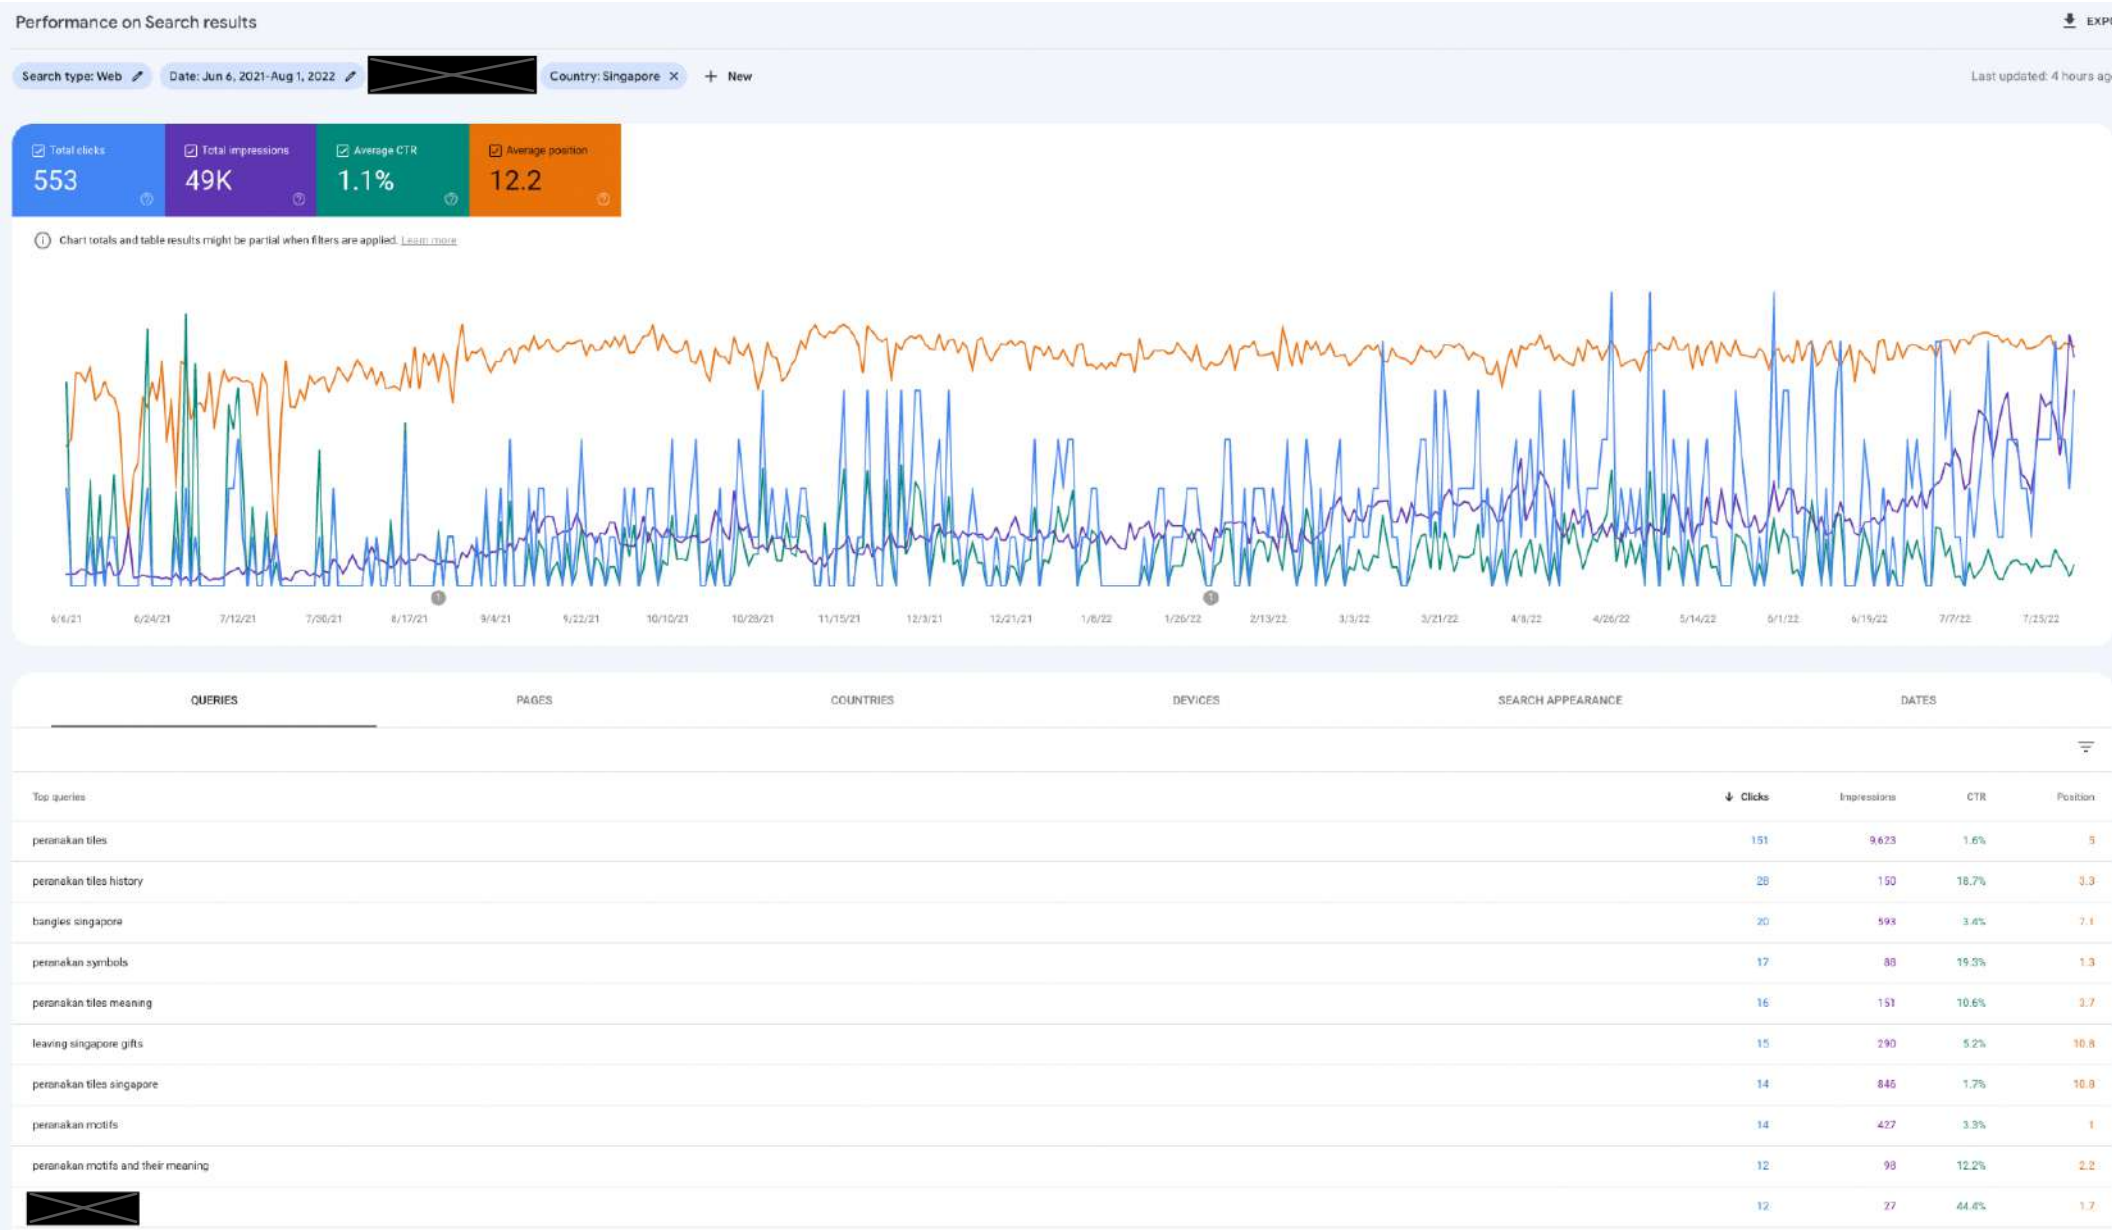 Performance on Search results
EXP
Search type: Web Date: Jun 6, 2021-Aug 1, 2022 Country: Singapore × + New Last updated: 4 hours ag
Total clicks Total impressions Average CTR Average position
553 49K 1.1% 12.2
Chart totals and table results might be partial when filters are applied. Learn more
6/6/21 6/24/21 7/12/21 7/30/21 8/17/21 9/4/21 9/22/21 10/10/21 10/28/21 11/15/21 12/3/21 12/21/21 1/8/22 1/26/22 2/13/22 3/3/22 3/21/22 4/8/22 4/26/22 5/14/22 6/1/22 6/19/22 7/7/22 7/25/22
QUERIES PAGES COUNTRIES DEVICES SEARCH APPEARANCE DATES
Top queries Clicks Impressions CTR Position
peranakan tiles 151 9,623 1.6% 5
peranakan tiles history 28 150 18.7% 3.3
bangles singapore 20 593 3.4% 7.1
peranakan symbols 17 88 19.3% 1.3
peranakan tiles meaning 16 151 10.6%
leaving singapore gifts 15 290 5.2% 10.8
peranakan tiles singapore 14 846 1.7% 10.8
peranakan motifs 14 427 3.3% 1
peranakan motifs and their meaning 12 98 12.2% 2.2
12 27 44.4% 1.7